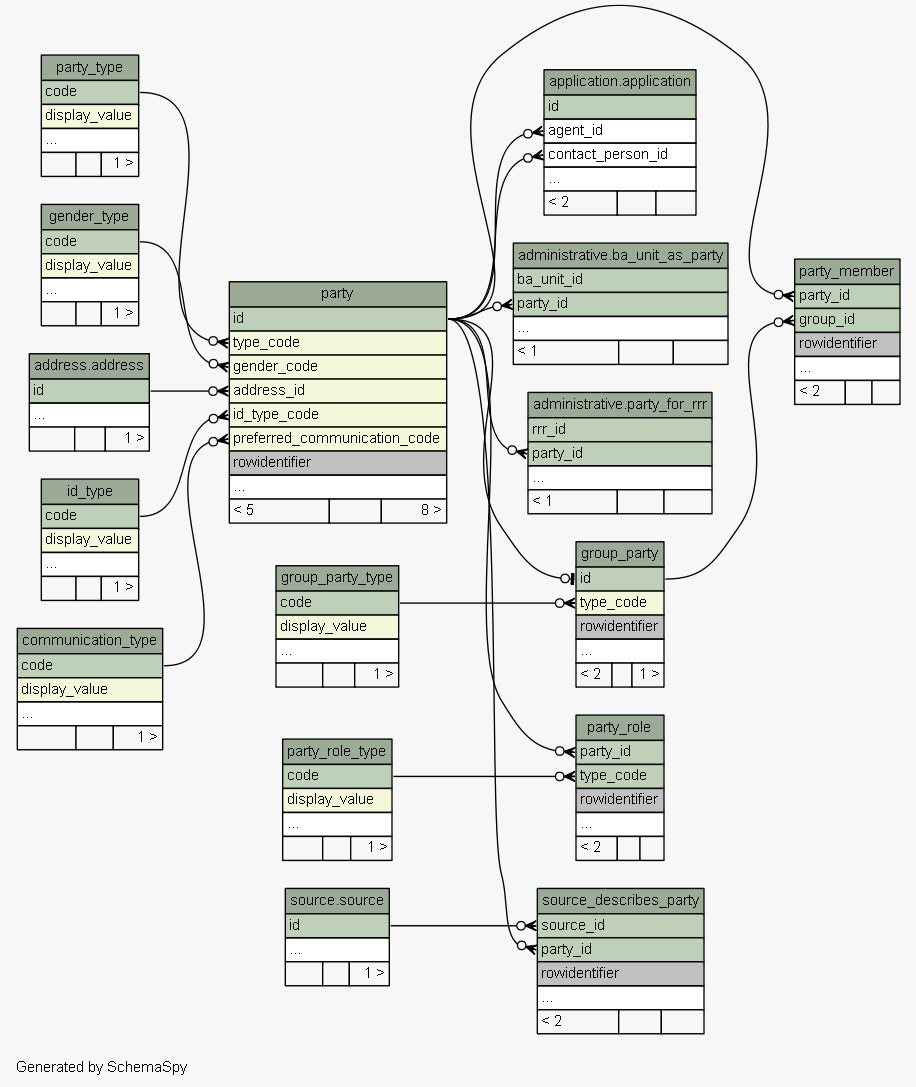 party_type
code
display_value
...
1 >
gender_type
code
display_value
...
1 >
address.address
id
...
1 >
id_type
code
display_value
...
1 >
communication_type
code
display_value
...
1 >
party
id
type_code
gender_code
address_id
id_type_code
preferred_communication_code
rowidentifier
...
< 5 8 >
group_party_type
code
display_value
...
1 >
party_role_type
code
display_value
...
1 >
source.source
id
...
1 >
application.application
id
agent_id
contact_person_id
...
< 2
administrative.ba_unit_as_party
ba_unit_id
party_id
...
< 1
administrative.party_for_rrr
rrr_id
party_id
...
< 1
group_party
id
type_code
rowidentifier
...
< 2 1 >
party_role
party_id
type_code
rowidentifier
...
< 2
source_describes_party
source_id
party_id
rowidentifier
...
< 2
party_member
party_id
group_id
rowidentifier
...
< 2
Generated by SchemaSpy